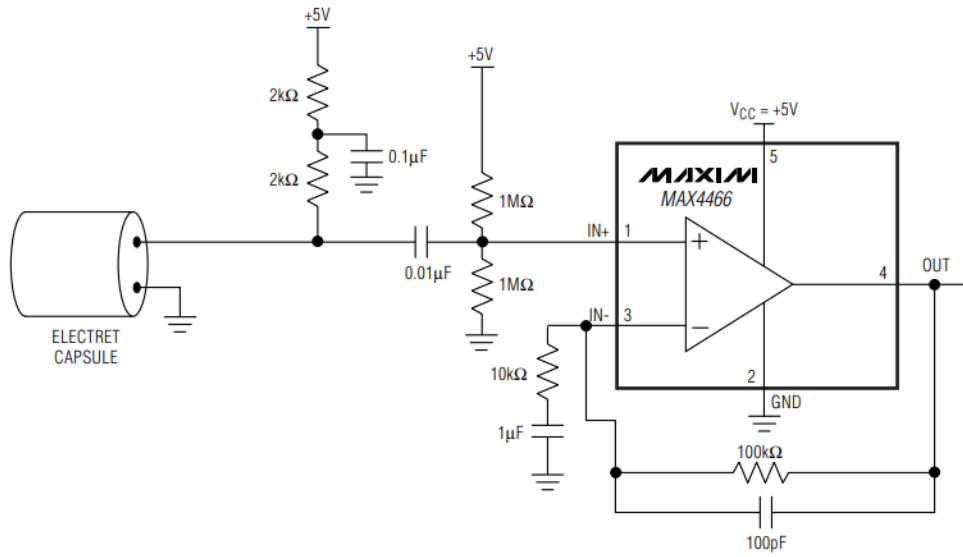 +5V
+5V
2kΩ
VCC = +5V
0.1μF
5
2kΩ
MAXIM
MAX4466
1MΩ
IN+
1
+
4
OUT
0.01μF
1MΩ
IN-
3
−
ELECTRET
CAPSULE
10kΩ
2
GND
1μF
100kΩ
100pF